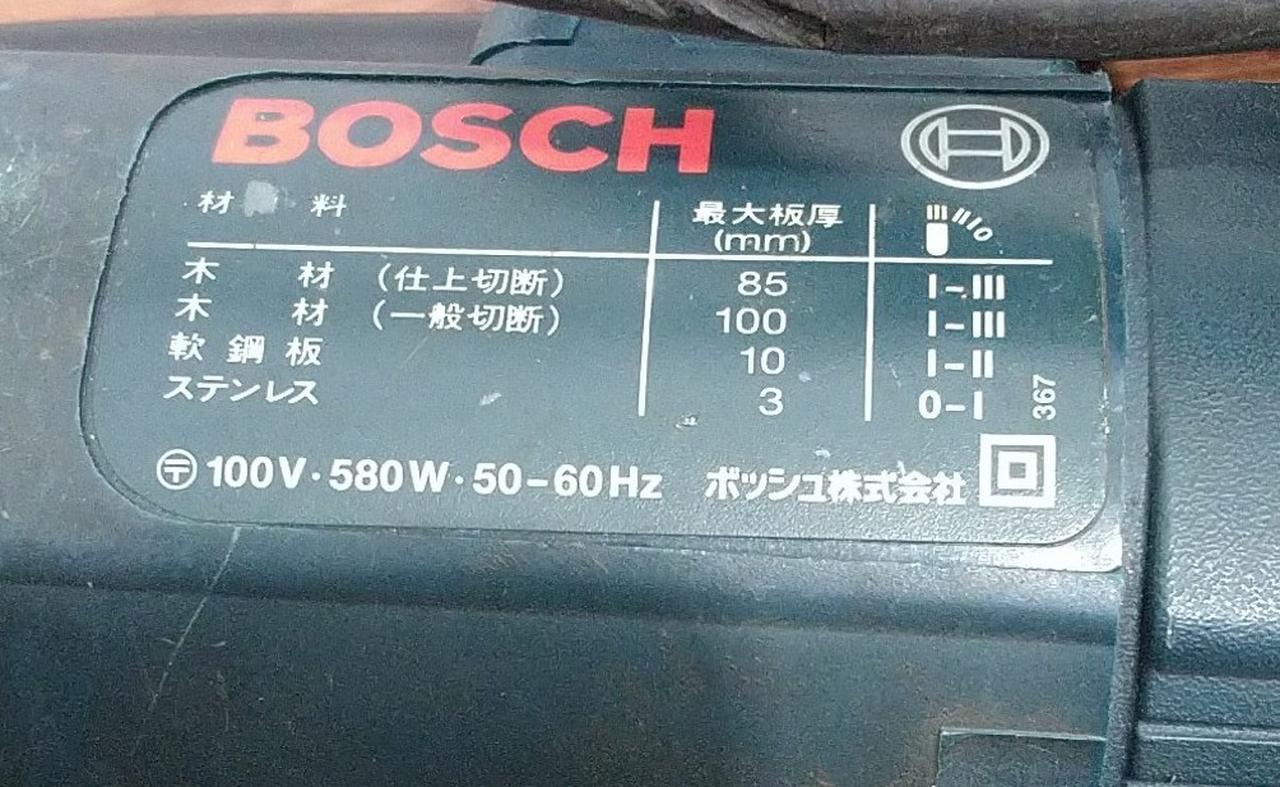 BOSCH
材料 最大板厚 (mm)
木材 (仕上切断) 85 I-III
木材 (一般切断) 100 I-III
軟鋼板 10 I-II
ステンレス 3 0-I
367
〒 100V·580W·50-60Hz ボッシュ株式会社